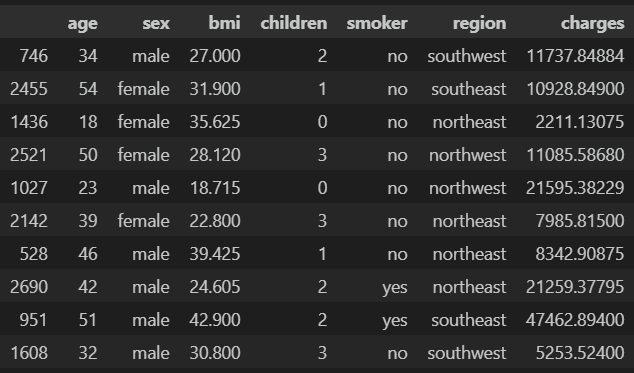 age sex bmi children smoker region charges
746 34 male 27.000 2 no southwest 11737.84884
2455 54 female 31.900 1 no southeast 10928.84900
1436 18 female 35.625 0 no northeast 2211.13075
2521 50 female 28.120 3 no northwest 11085.58680
1027 23 male 18.715 0 no northwest 21595.38229
2142 39 female 22.800 3 no northeast 7985.81500
528 46 male 39.425 1 no northeast 8342.90875
2690 42 male 24.605 2 yes northeast 21259.37795
951 51 male 42.900 2 yes southeast 47462.89400
1608 32 male 30.800 3 no southwest 5253.52400